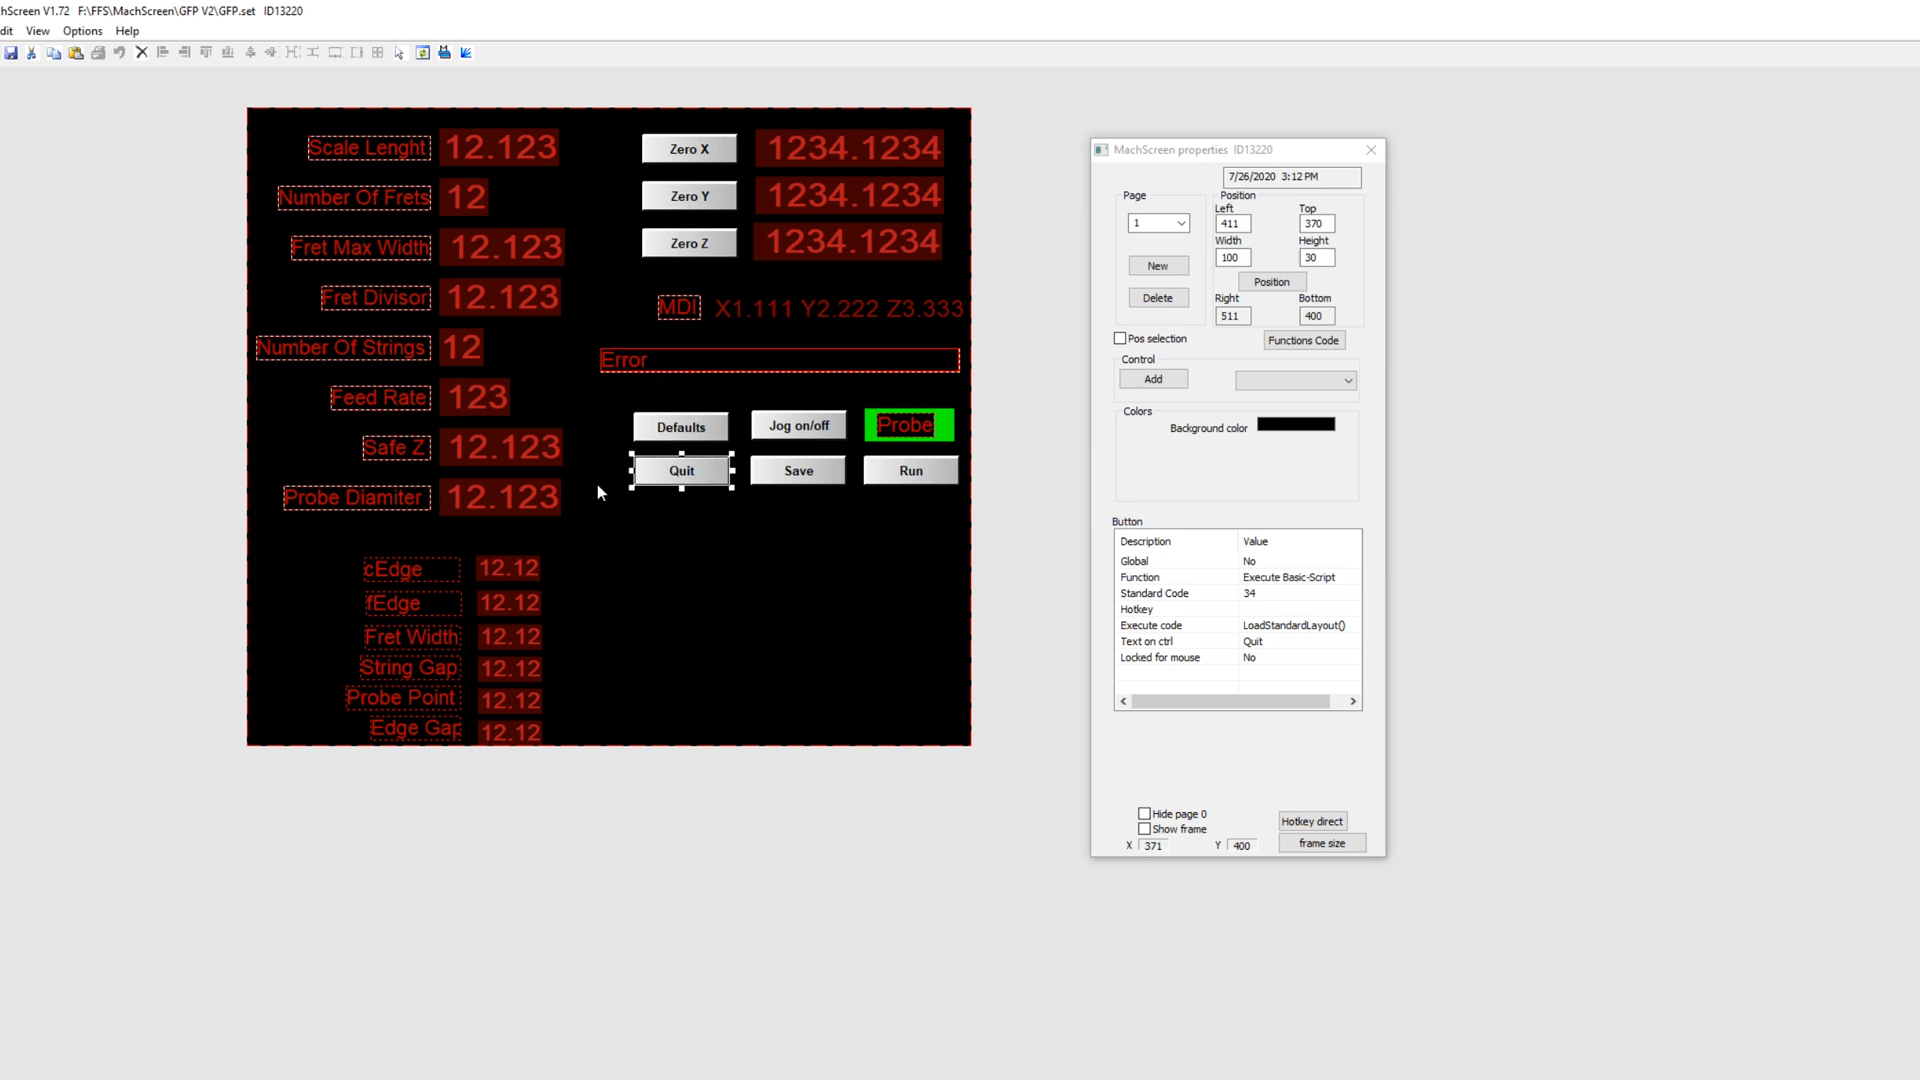 hScreen V1.72 F:\FFS\MachScreen\GFP V2\GFP.set ID13220
dit View Options Help
Scale Lenght 12.123
Number Of Frets 12
Fret Max Width 12.123
Fret Divisor 12.123
Number Of Strings 12
Feed Rate 123
Safe Z 12.123
Probe Diamiter 12.123
cEdge 12.12
fEdge 12.12
Fret Width 12.12
String Gap 12.12
Probe Point 12.12
Edge Gap 12.12
Zero X 1234.1234
Zero Y 1234.1234
Zero Z 1234.1234
MDI X1.111 Y2.222 Z3.333
Error
Defaults Jog on/off Probe
Quit Save Run
MachScreen properties ID13220
7/26/2020 3:12 PM
Page Position
Left Top
1 411 370
Width Height
100 30
New
Position
Delete Right Bottom
511 400
Pos selection Functions Code
Control
Add
Colors
Background color
Button
Description Value
Global No
Function Execute Basic-Script
Standard Code 34
Hotkey
Execute code LoadStandardLayout()
Text on ctrl Quit
Locked for mouse No
Hide page 0 Hotkey direct
Show frame
X 371 Y 400 frame size